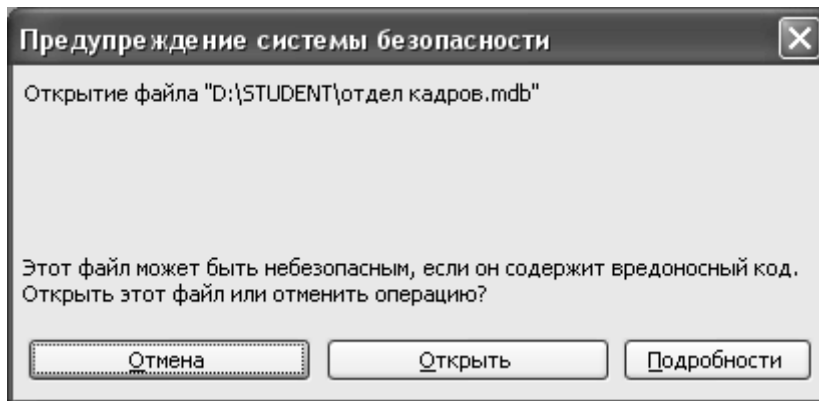 Предупреждение системы безопасности
Открытие файла "D:\STUDENT\отдел кадров.mdb"
Этот файл может быть небезопасным, если он содержит вредоносный код.
Открыть этот файл или отменить операцию?
Отмена Открыть Подробности